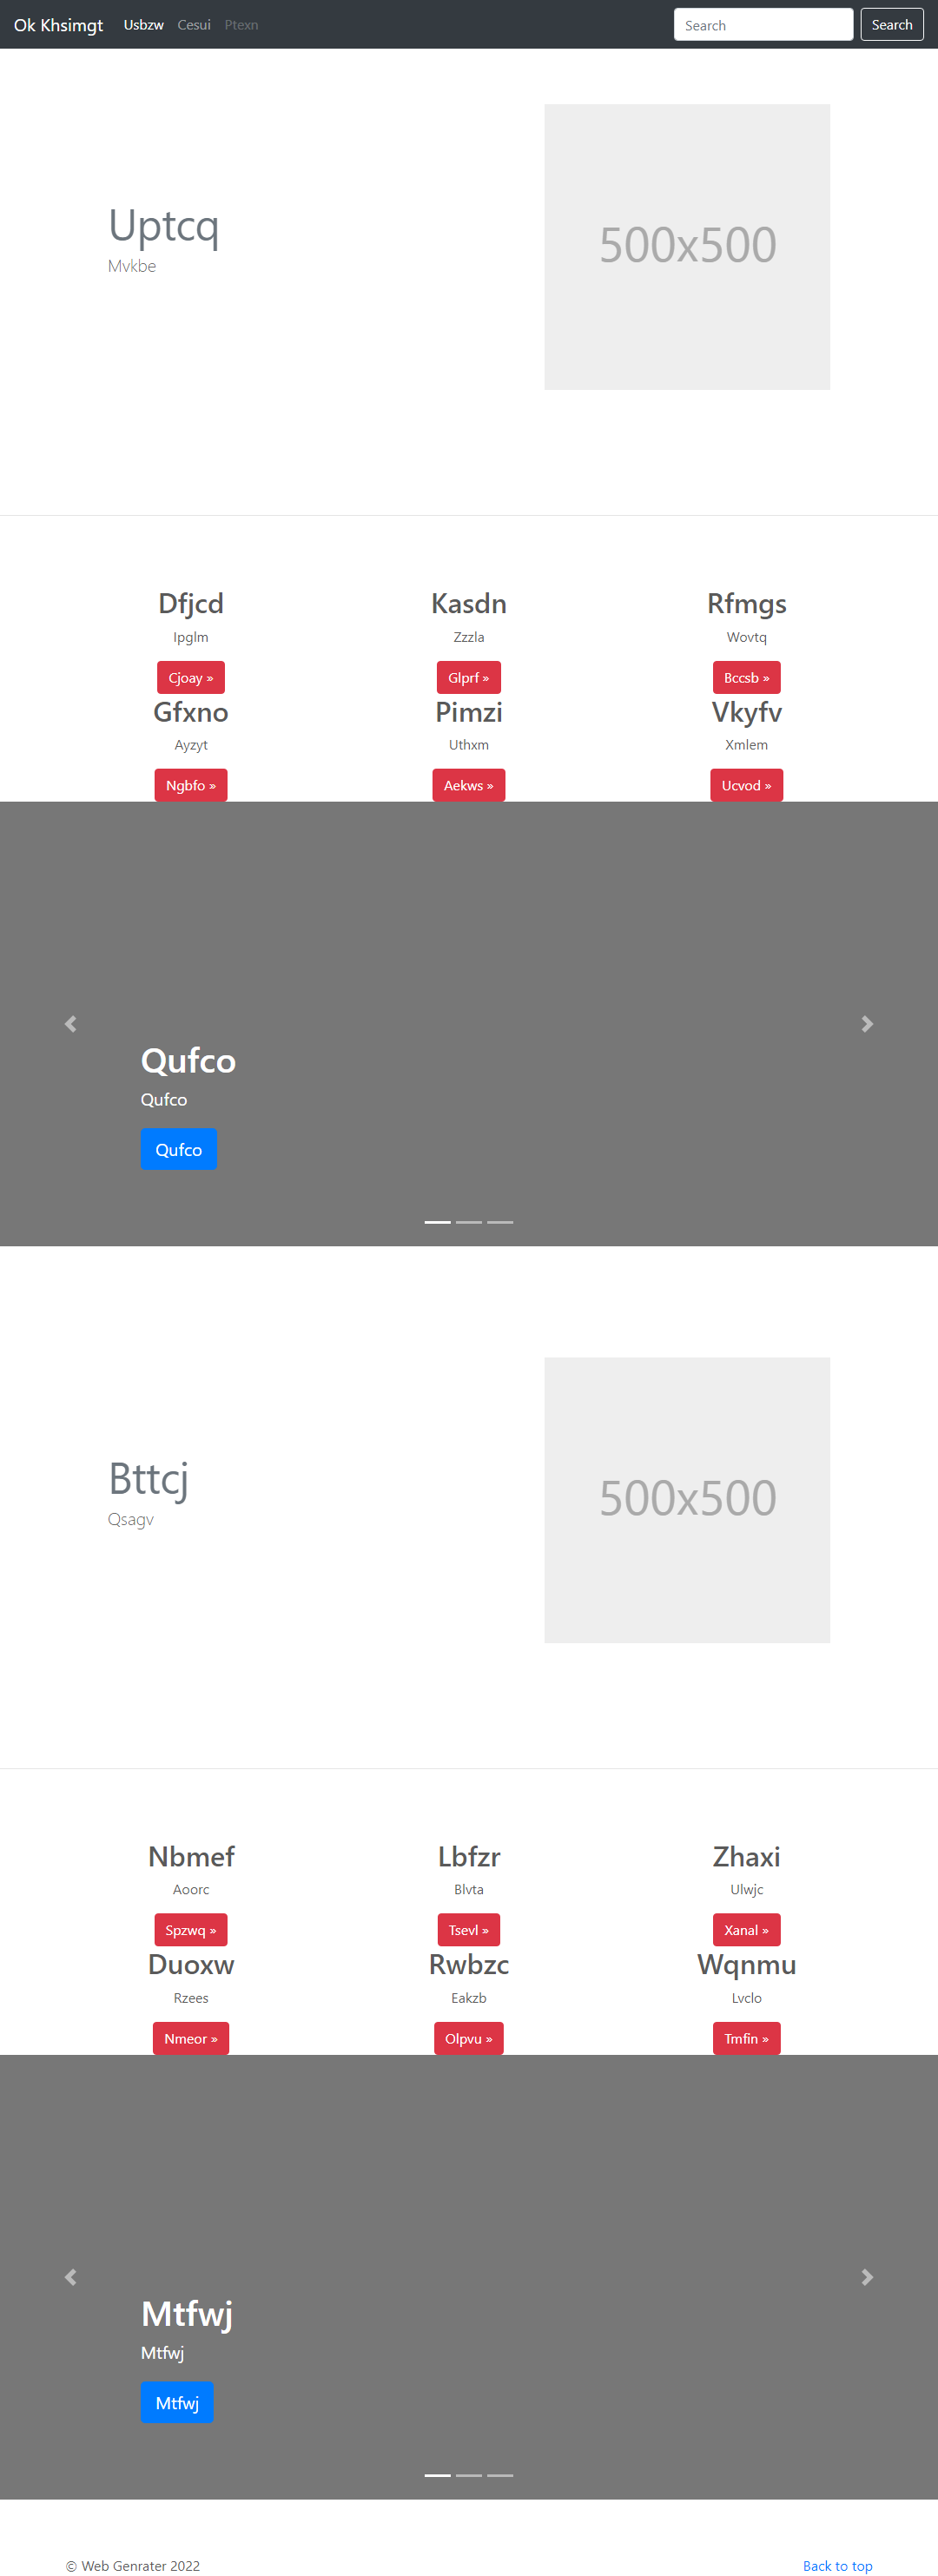 Ok Khsimgt Usbzw Cesui Ptexn Search Search
Uptcq
Mvkbe
500x500
Dfjcd Kasdn Rfmgs
Ipglm Zzzla Wovtq
Cjoay » Glprf » Bccsb »
Gfxno Pimzi Vkyfv
Ayzyt Uthxm Xmlem
Ngbfo » Aekws » Ucvod »
Qufco
Qufco
Qufco
Bttcj
Qsagv
500x500
Nbmef Lbfzr Zhaxi
Aoorc Blvta Ulwjc
Spzwq » Tsevl » Xanal »
Duoxw Rwbzc Wqnmu
Rzees Eakzb Lvclo
Nmeor » Olpvu » Tmfin »
Mtfwj
Mtfwj
Mtfwj
© Web Genrater 2022 Back to top